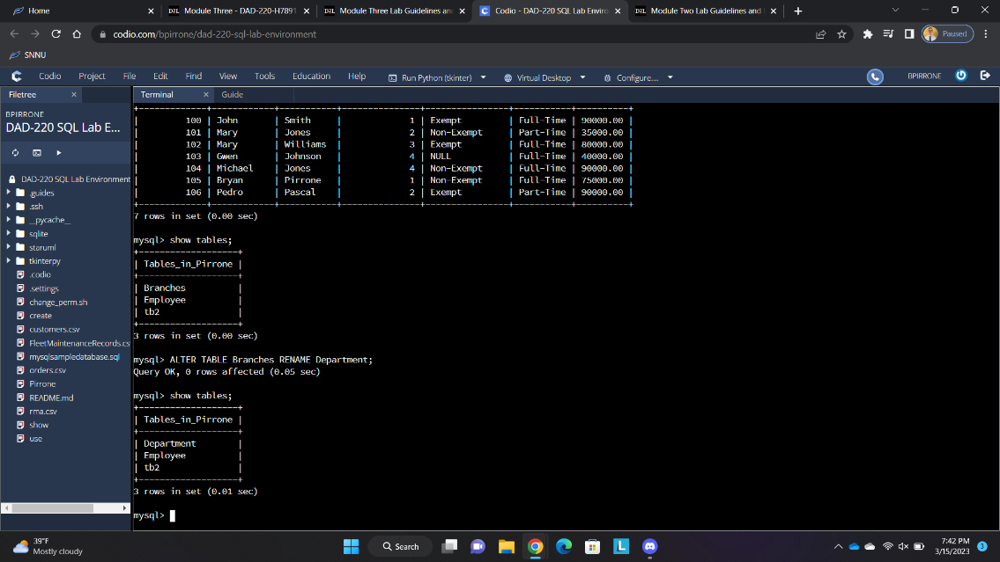 Home
Module Three - DAD-220-H7891
Module Three Lab Guidelines and
Codio - DAD-220 SQL Lab Enviro
Module Two Lab Guidelines and
codio.com/bpirrone/dad-220-sql-lab-environment
Paused
SNNU
Codio Project File Edit Find View Tools Education Help Run Python (tkinter) Virtual Desktop Configure.... BPIRRONE
Filetree
Terminal Guide
BPIRRONE
DAD-220 SQL Lab E...
DAD-220 SQL Lab Environment
.guides
.ssh
__pycache__
sqlite
staruml
tkinterpy
.codio
.settings
change_perm.sh
create
customers.csv
FleetMaintenanceRecords.cs
mysqlsampledatabase.sql
orders.csv
Pirrone
README.md
rma.csv
show
use
+-------------+------------+-----------+---------------+----------------+-----------+----------+
| 100 | John | Smith | 1 | Exempt | Full-Time | 90000.00 |
| 101 | Mary | Jones | 2 | Non-Exempt | Part-Time | 35000.00 |
| 102 | Mary | Williams | 3 | Exempt | Full-Time | 80000.00 |
| 103 | Gwen | Johnson | 4 | NULL | Full-Time | 40000.00 |
| 104 | Michael | Jones | 4 | Non-Exempt | Full-Time | 90000.00 |
| 105 | Bryan | Pirrone | 1 | Non-Exempt | Full-Time | 75000.00 |
| 106 | Pedro | Pascal | 2 | Exempt | Part-Time | 90000.00 |
+-------------+------------+-----------+---------------+----------------+-----------+----------+
7 rows in set (0.00 sec)
mysql> show tables;
+-------------------+
| Tables_in_Pirrone |
+-------------------+
| Branches |
| Employee |
| tb2 |
+-------------------+
3 rows in set (0.00 sec)
mysql> ALTER TABLE Branches RENAME Department;
Query OK, 0 rows affected (0.05 sec)
mysql> show tables;
+-------------------+
| Tables_in_Pirrone |
+-------------------+
| Department |
| Employee |
| tb2 |
+-------------------+
3 rows in set (0.01 sec)
mysql>
39°F
Mostly cloudy
Search
7:42 PM
3/15/2023
3